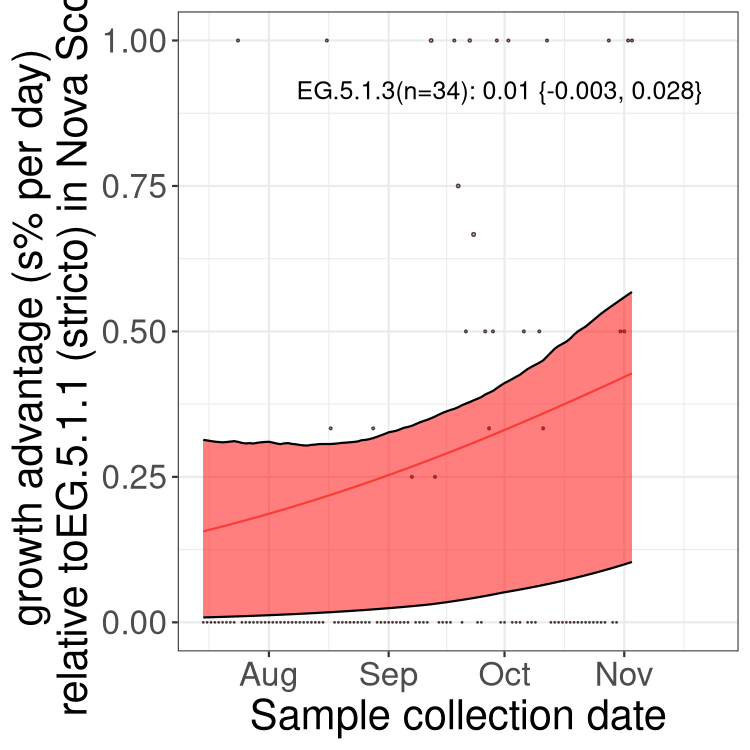 growth advantage (s% per day)
relative toEG.5.1.1 (stricto) in Nova Sco
1.00
0.75
0.50
0.25
0.00
EG.5.1.3(n=34): 0.01 {-0.003, 0.028}
Aug Sep Oct Nov
Sample collection date